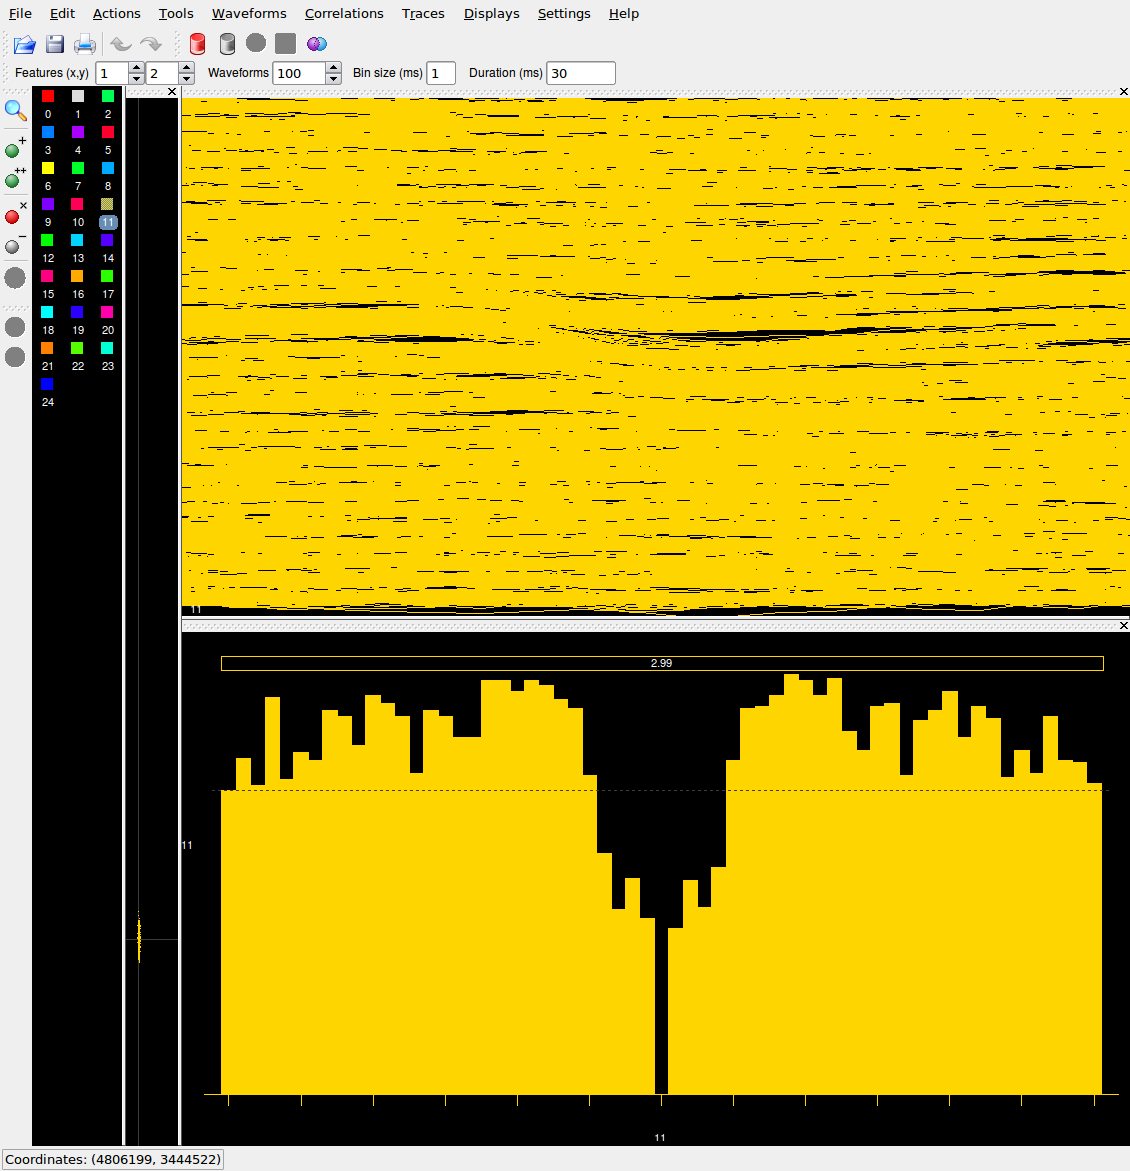 File Edit Actions Tools Waveforms Correlations Traces Displays Settings Help
Features (x,y) 1 2 Waveforms 100 Bin size (ms) 1 Duration (ms) 30
0 1 2
3 4 5
6 7 8
9 10 11
12 13 14
15 16 17
18 19 20
21 22 23
24
11
2.99
11
11
Coordinates: (4806199, 3444522)